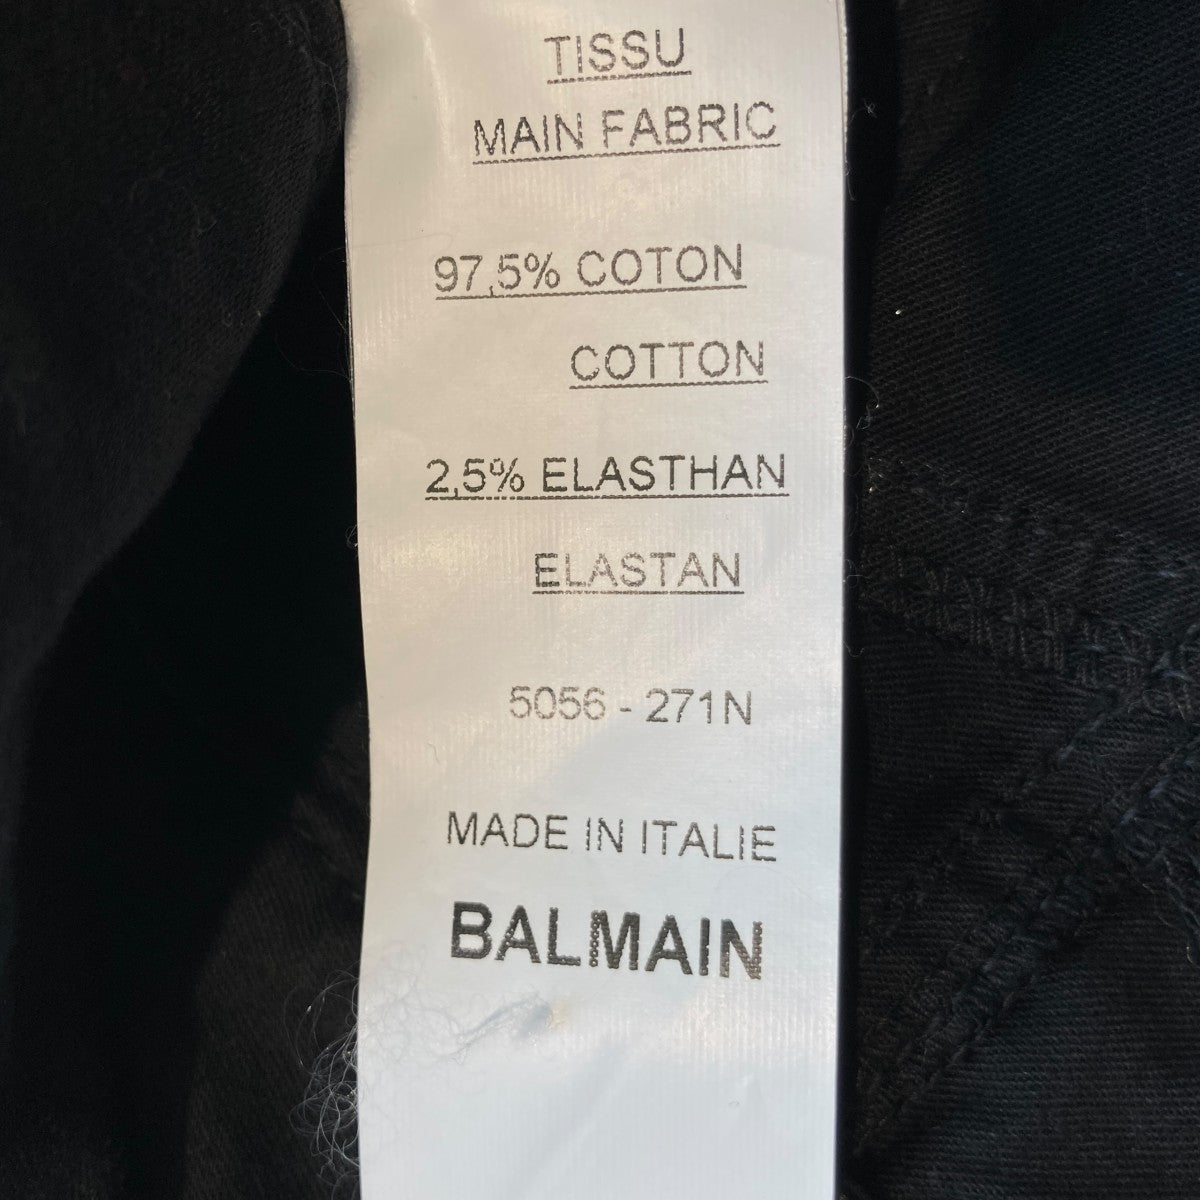 TISSU
MAIN FABRIC
97,5% COTON
COTTON
2,5% ELASTHAN
ELASTAN
5056 - 271N
MADE IN ITALIE
BALMAIN